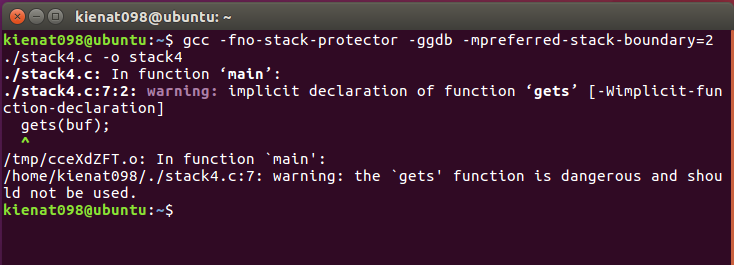 kienat098@ubuntu: ~
kienat098@ubuntu:~$ gcc -fno-stack-protector -ggdb -mpreferred-stack-boundary=2
./stack4.c -o stack4
./stack4.c: In function ‘main’:
./stack4.c:7:2: warning: implicit declaration of function ‘gets’ [-Wimplicit-fun
ction-declaration]
  gets(buf);
  ^
/tmp/cceXdZFT.o: In function `main':
/home/kienat098/./stack4.c:7: warning: the `gets' function is dangerous and shou
ld not be used.
kienat098@ubuntu:~$